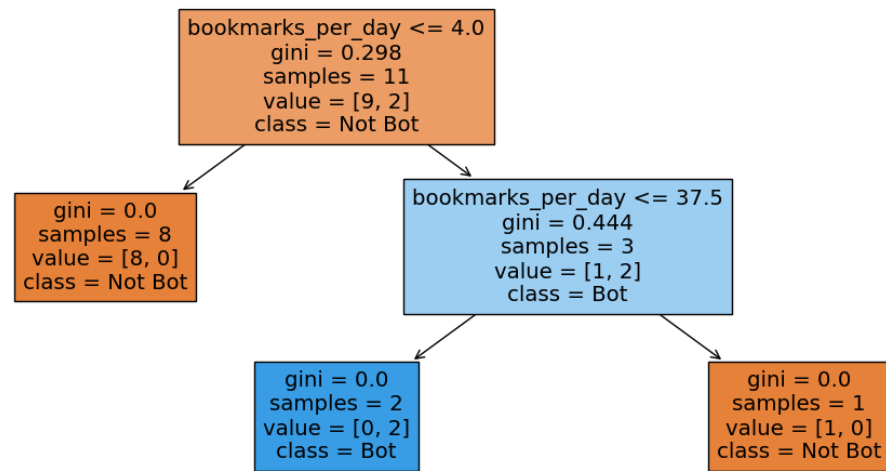 bookmarks_per_day <= 4.0
gini = 0.298
samples = 11
value = [9, 2]
class = Not Bot
gini = 0.0
samples = 8
value = [8, 0]
class = Not Bot
bookmarks_per_day <= 37.5
gini = 0.444
samples = 3
value = [1, 2]
class = Bot
gini = 0.0
samples = 2
value = [0, 2]
class = Bot
gini = 0.0
samples = 1
value = [1, 0]
class = Not Bot